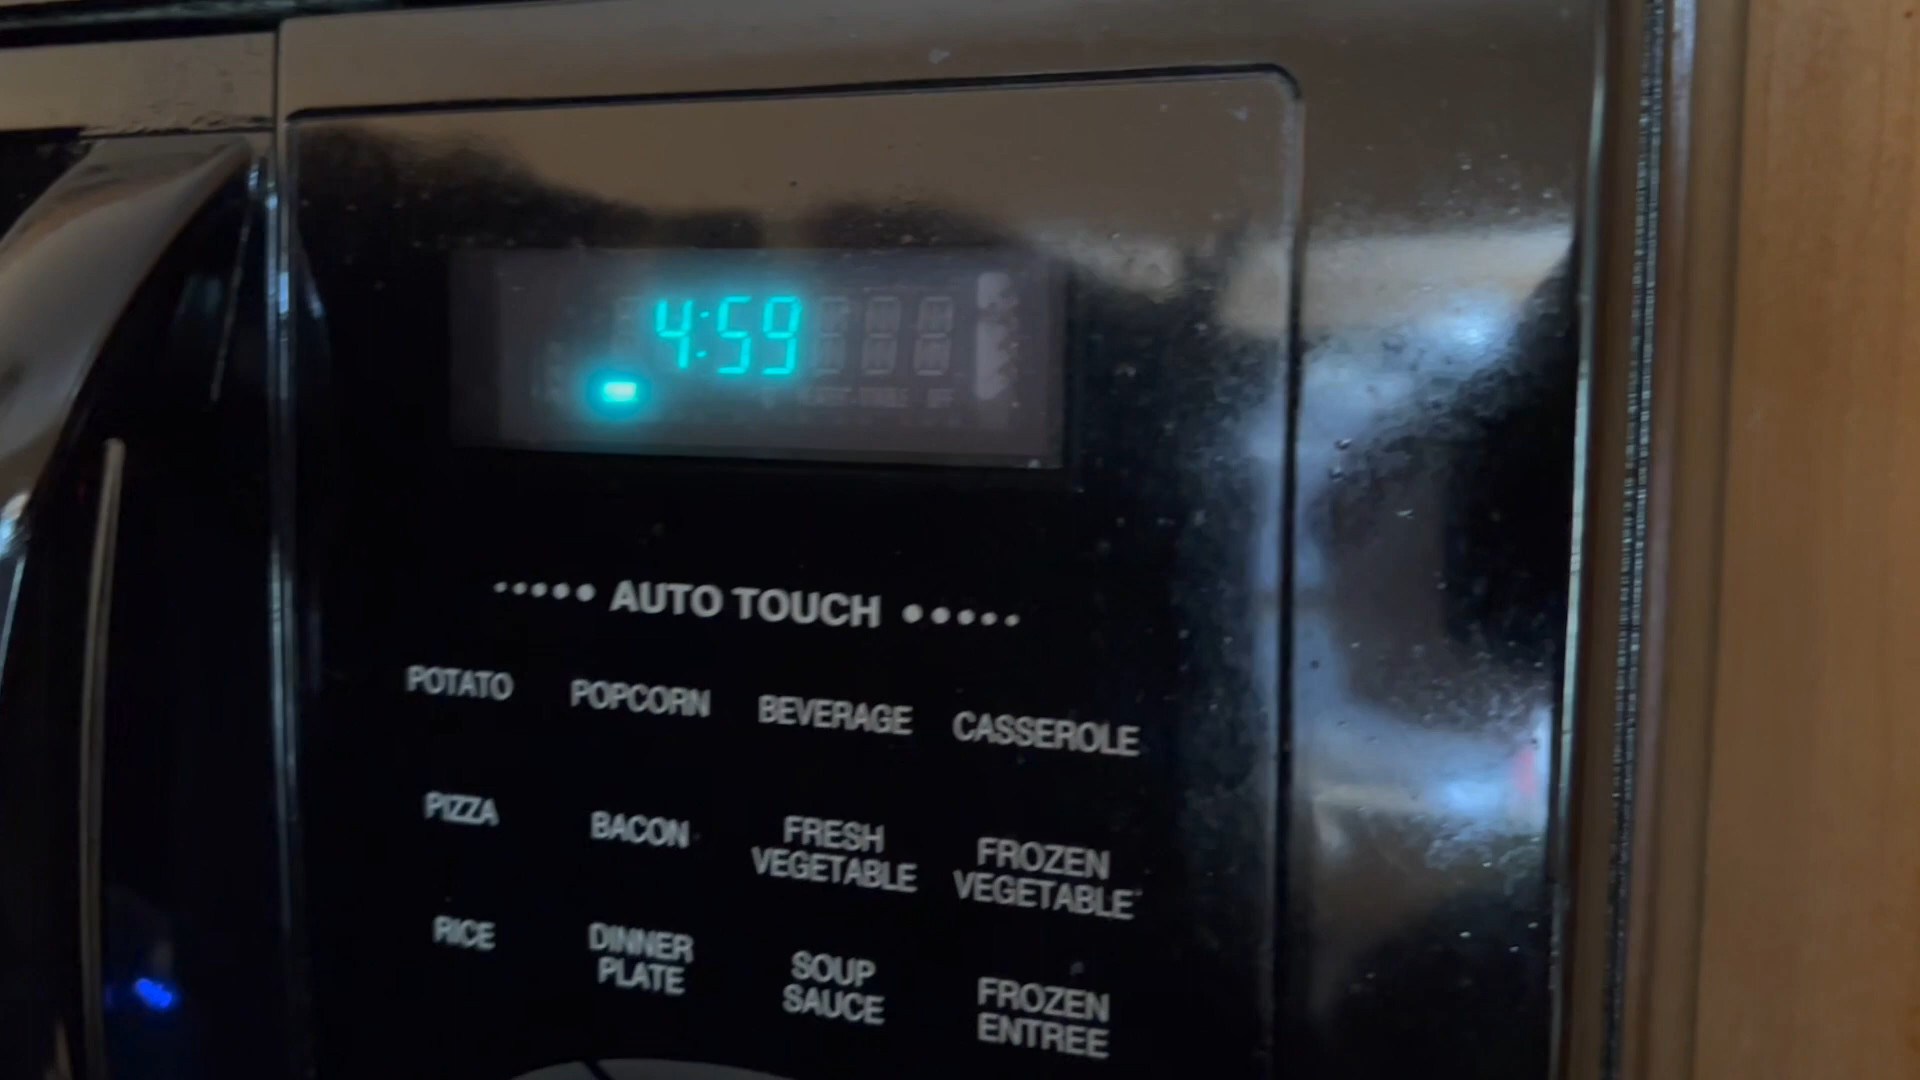 4:59
AUTO TOUCH
POTATO POPCORN BEVERAGE CASSEROLE
PIZZA BACON FRESH VEGETABLE FROZEN VEGETABLE
RICE DINNER PLATE SOUP SAUCE FROZEN ENTREE